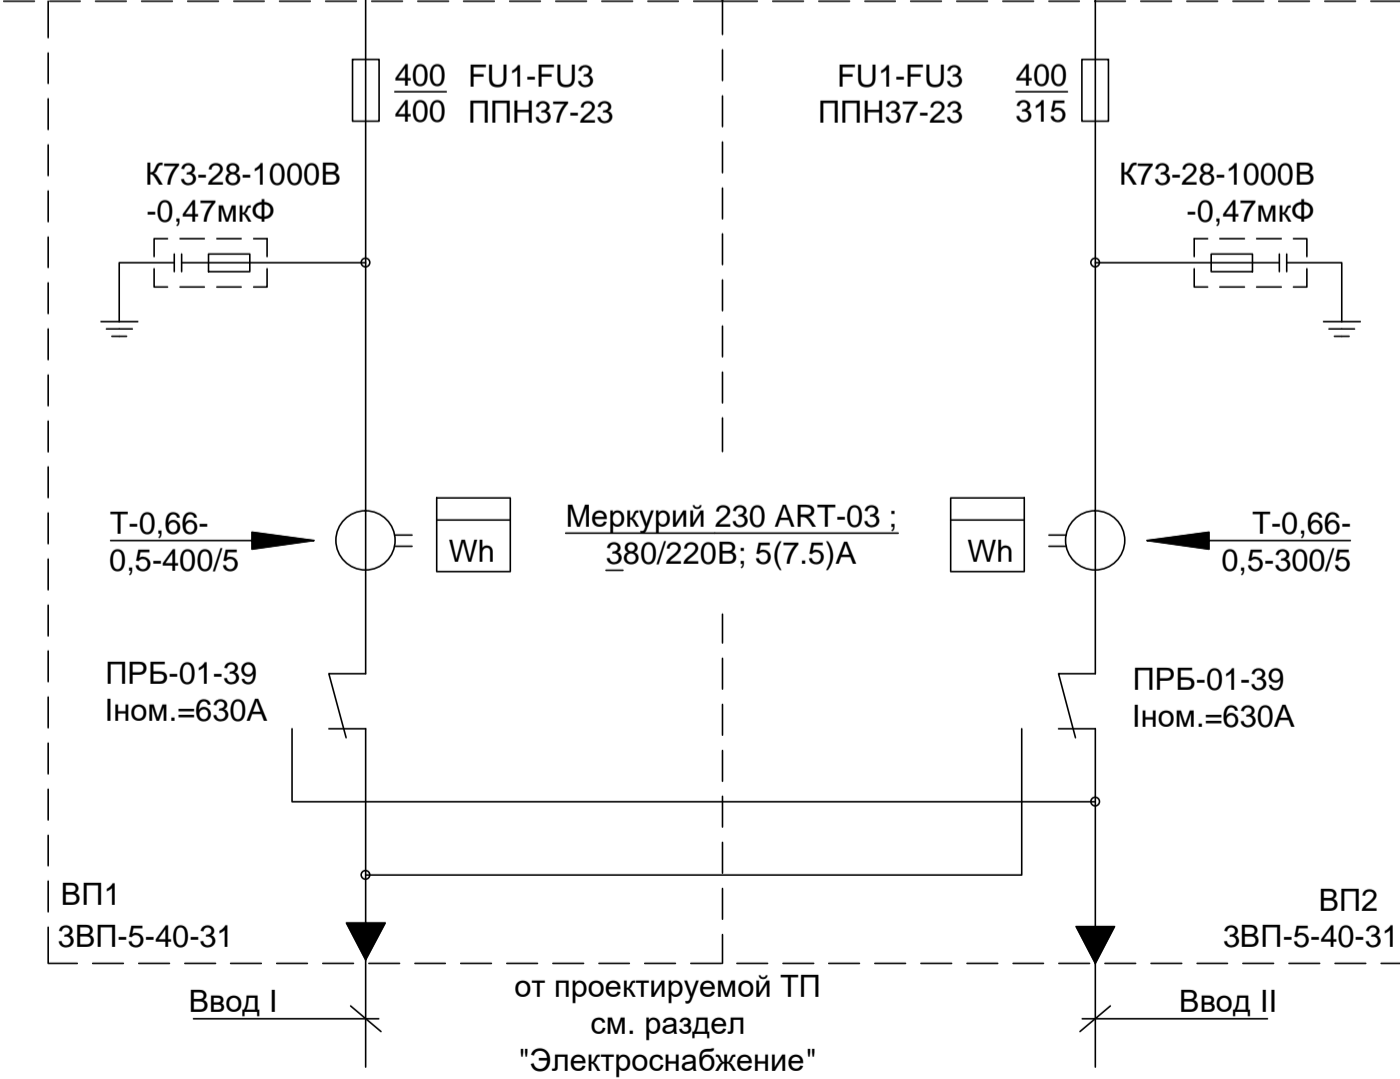 400 FU1-FU3
400 ППН37-23
FU1-FU3 400
ППН37-23 315
К73-28-1000В
-0,47мкФ
К73-28-1000В
-0,47мкФ
Т-0,66-
0,5-400/5
Wh
Меркурий 230 ART-03 ;
380/220В; 5(7.5)А
Wh
Т-0,66-
0,5-300/5
ПРБ-01-39
Iном.=630А
ПРБ-01-39
Iном.=630А
ВП1
3ВП-5-40-31
ВП2
3ВП-5-40-31
Ввод I
от проектируемой ТП
см. раздел
"Электроснабжение"
Ввод II